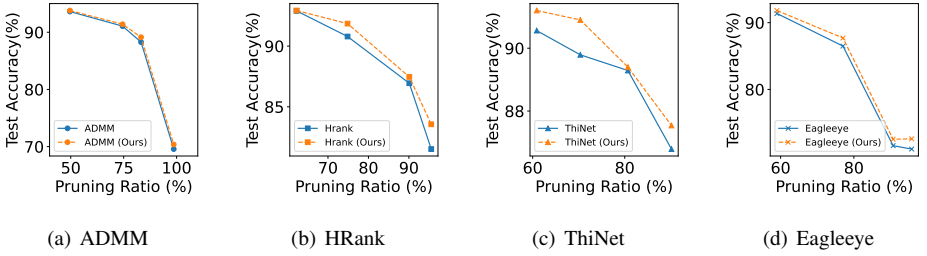 Test Accuracy(%)
90
80
70
50
75
100
ADMM
ADMM (Ours)
Pruning Ratio (%)
(a) ADMM
Test Accuracy(%)
90
85
70
80
90
Hrank
Hrank (Ours)
Pruning Ratio (%)
(b) HRank
Test Accuracy(%)
90
88
60
70
80
90
ThiNet
ThiNet (Ours)
Pruning Ratio (%)
(c) ThiNet
Test Accuracy(%)
90
80
60
80
Eagleeye
Eagleeye (Ours)
Pruning Ratio (%)
(d) Eagleeye